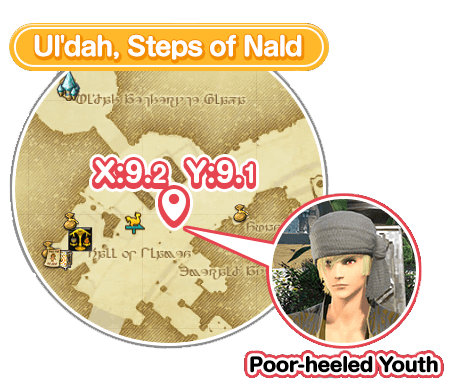 Ul'dah, Steps of Nald
X:9.2 Y:9.1
Hall of Flames
Poor-heeled Youth